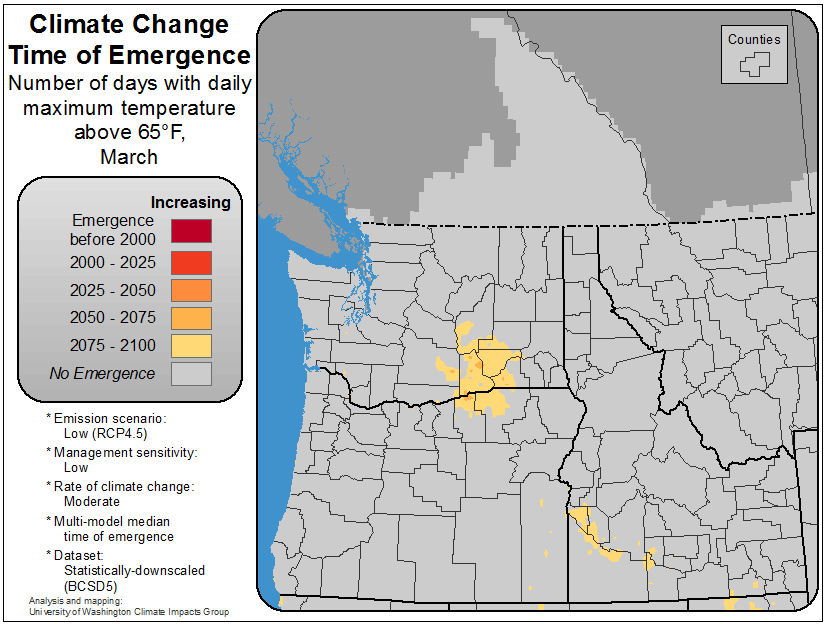 Climate Change
Time of Emergence
Number of days with daily
maximum temperature
above 65°F,
March
Counties
Increasing
Emergence
before 2000
2000 - 2025
2025 - 2050
2050 - 2075
2075 - 2100
No Emergence
* Emission scenario:
Low (RCP4.5)
* Management sensitivity:
Low
* Rate of climate change:
Moderate
* Multi-model median
time of emergence
* Dataset:
Statistically-downscaled
(BCSD5)
Analysis and mapping:
University of Washington Climate Impacts Group